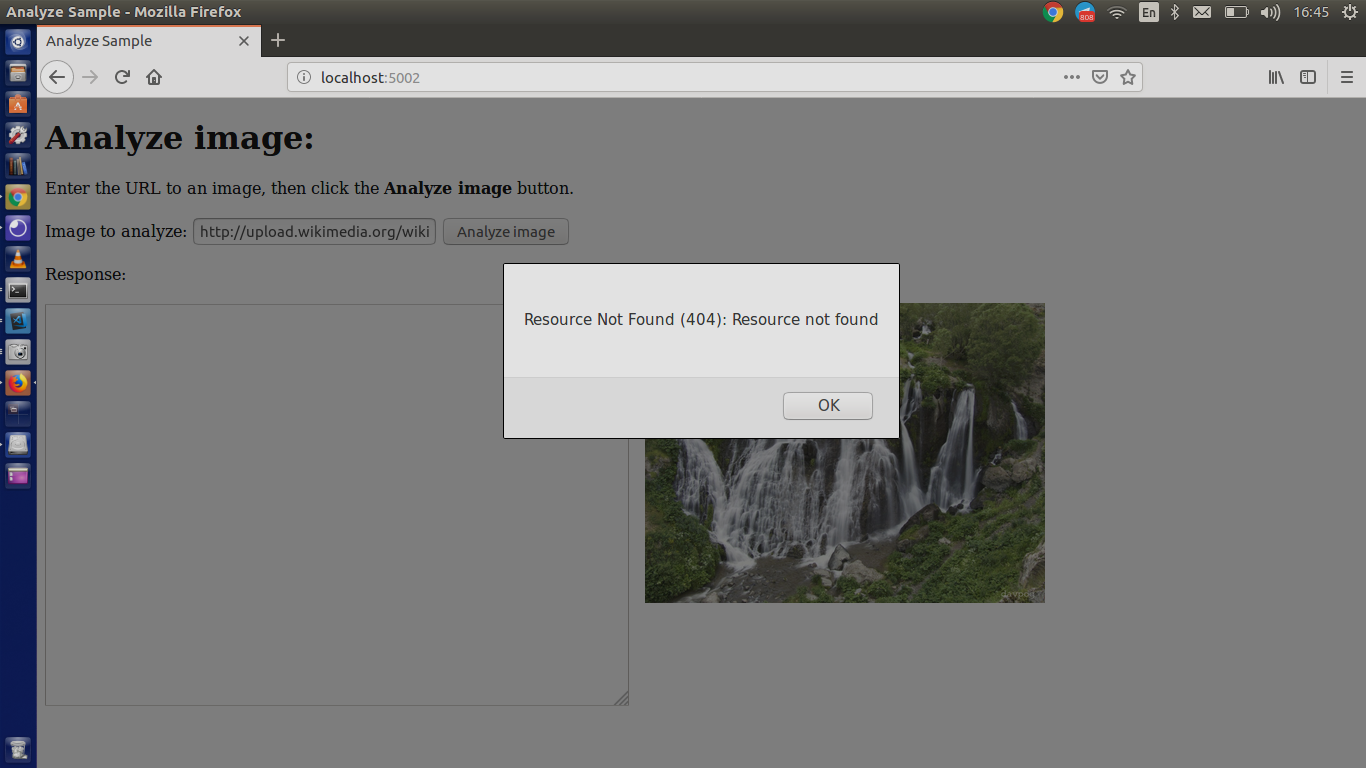 Analyze Sample - Mozilla Firefox
808
En
16:45
Analyze Sample
localhost:5002
Analyze image:
Enter the URL to an image, then click the Analyze image button.
Image to analyze: http://upload.wikimedia.org/wiki Analyze image
Response:
Resource Not Found (404): Resource not found
OK